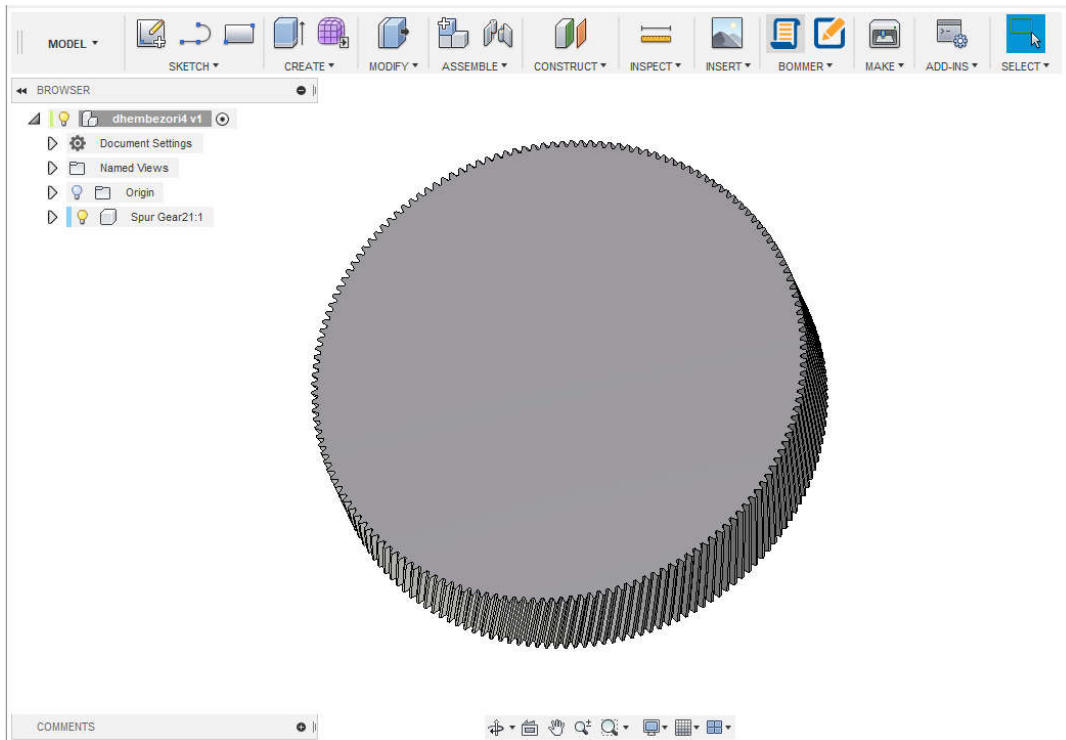 MODEL
SKETCH
CREATE
MODIFY
ASSEMBLE
CONSTRUCT
INSPECT
INSERT
BOMMER
MAKE
ADD-INS
SELECT
BROWSER
dhembezori4 v1
Document Settings
Named Views
Origin
Spur Gear21:1
COMMENTS